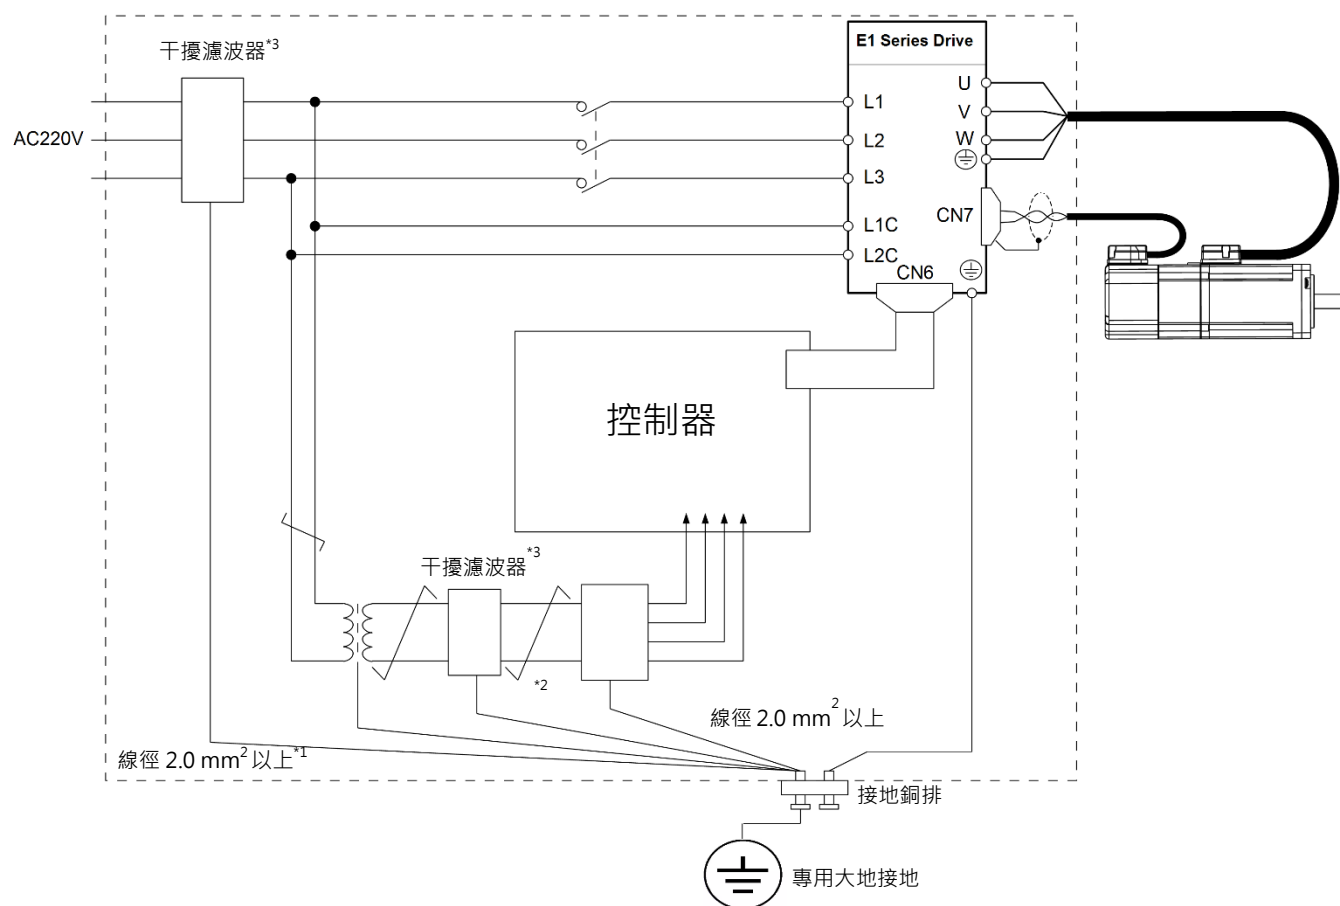 干擾濾波器*3
E1 Series Drive
U
L1
V
AC220V
L2
W
L3
CN7
L1C
L2C
CN6
控制器
干擾濾波器*3
*2
線徑 2.0 mm2 以上
線徑 2.0 mm2 以上*1
接地銅排
專用大地接地